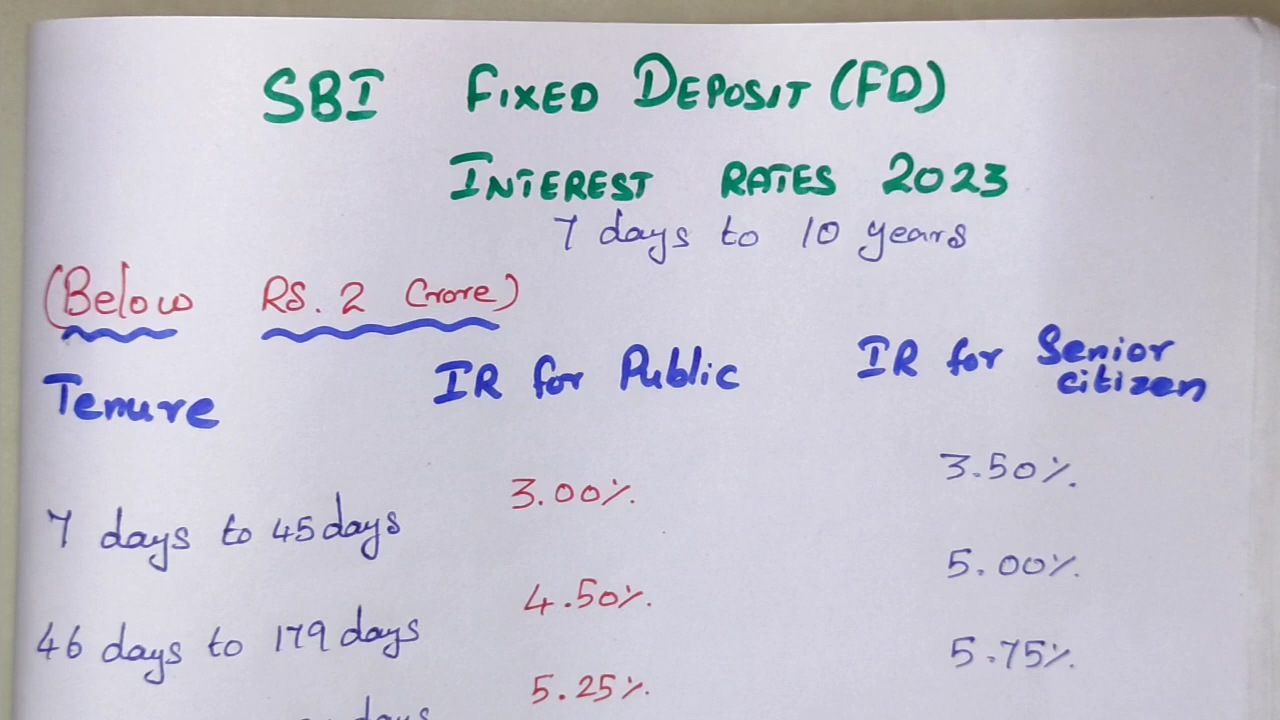 SBI FIXED DEPOSIT (FD)
INTEREST RATES 2023
7 days to 10 years
(Below RS. 2 Crore)
Tenure IR for Public IR for Senior citizen
7 days to 45 days 3.00% 3.50%
46 days to 179 days 4.50% 5.00%
days 5.25% 5.75%